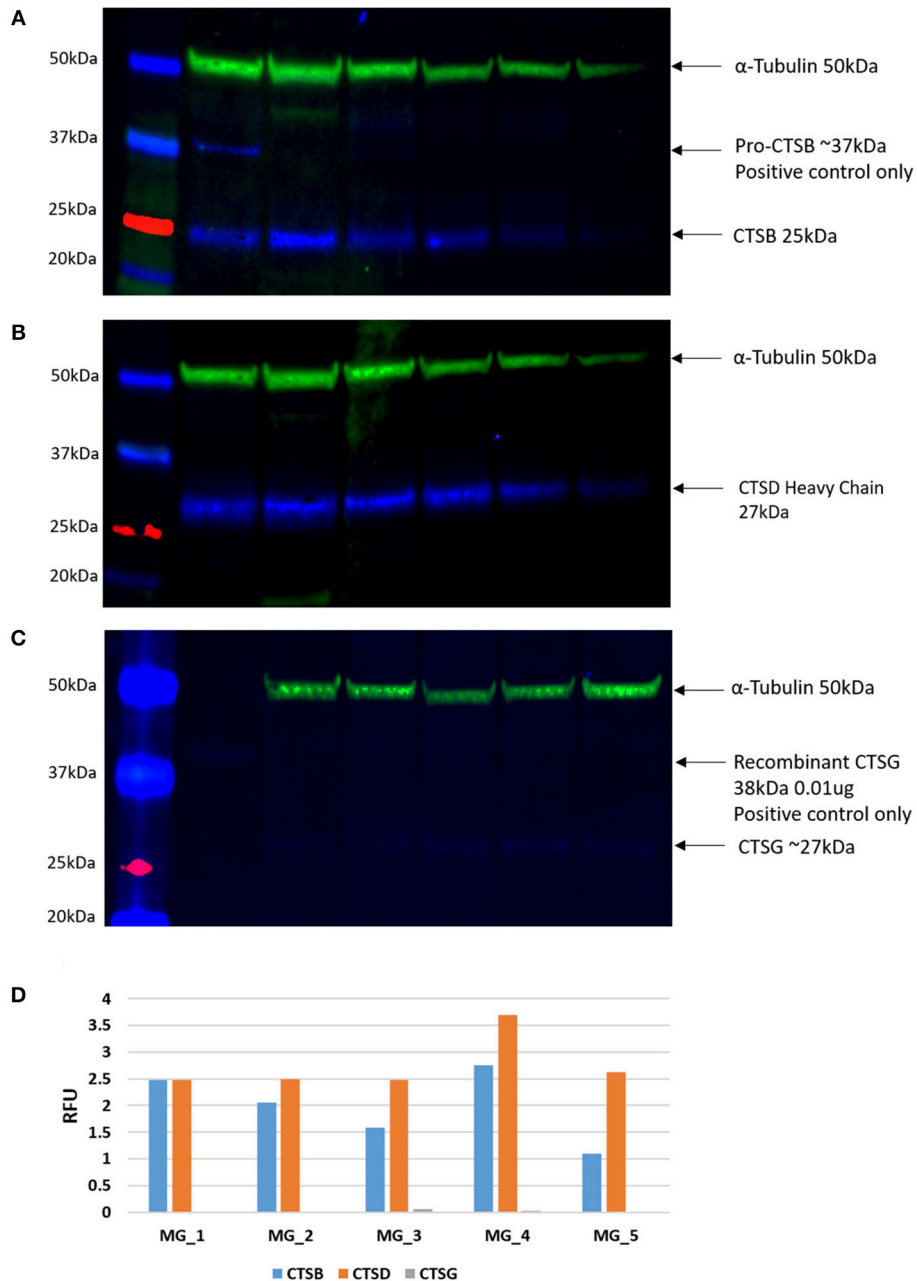 A
50kDa
37kDa
25kDa
20kDa
α-Tubulin 50kDa
Pro-CTSB ~37kDa
Positive control only
CTSB 25kDa
B
50kDa
37kDa
25kDa
20kDa
α-Tubulin 50kDa
CTSD Heavy Chain
27kDa
C
50kDa
37kDa
25kDa
20kDa
α-Tubulin 50kDa
Recombinant CTSG
38kDa 0.01ug
Positive control only
CTSG ~27kDa
D
RFU
4
3.5
3
2.5
2
1.5
1
0.5
0
MG_1 MG_2 MG_3 MG_4 MG_5
CTSB CTSD CTSG